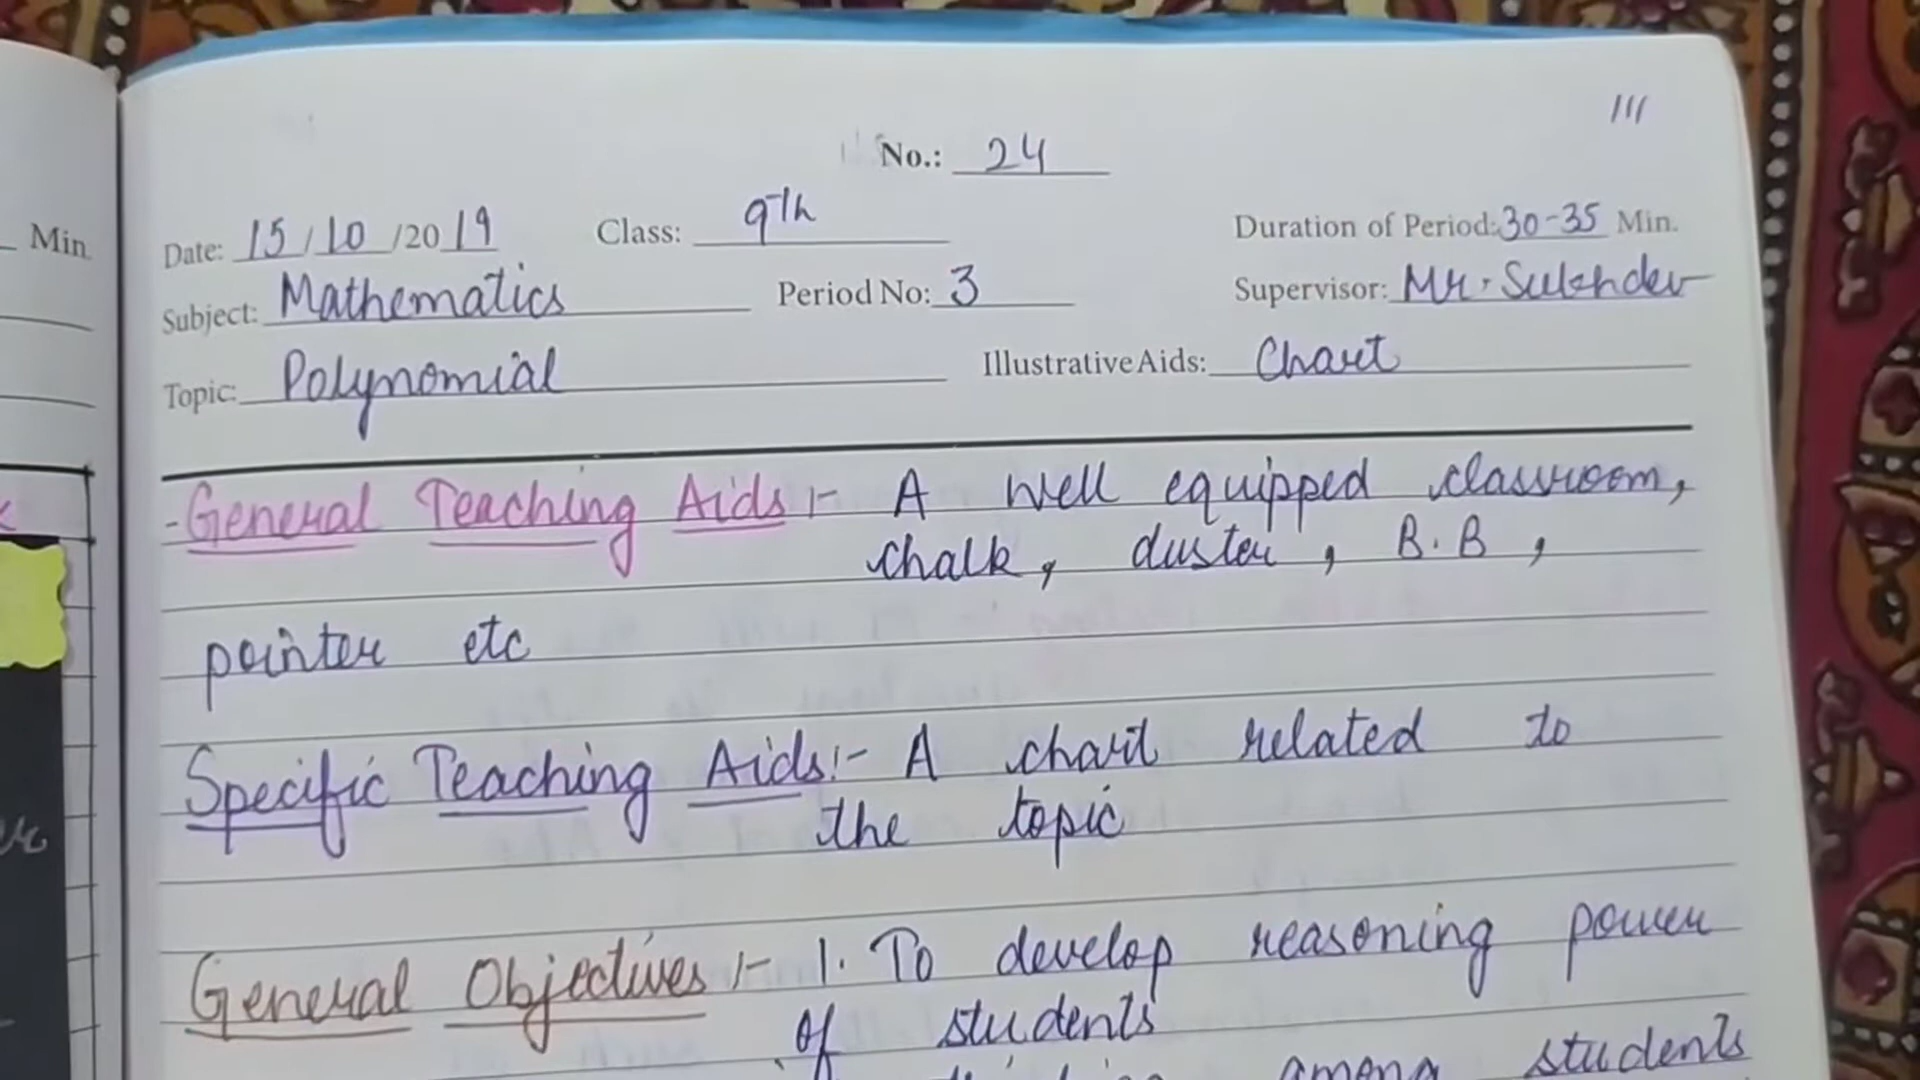 111
No.: 24
Date: 15/10/2019 Class: 9th Duration of Period: 30-35 Min.
Min.
Subject: Mathematics Period No: 3 Supervisor: Mr. Sukhdev
Topic: Polynomial Illustrative Aids: Chart
- General Teaching Aids :- A well equipped classroom,
chalk, duster, B.B,
pointer etc
Specific Teaching Aids :- A chart related to
the topic
General Objectives :- 1. To develop reasoning power
of students
among students